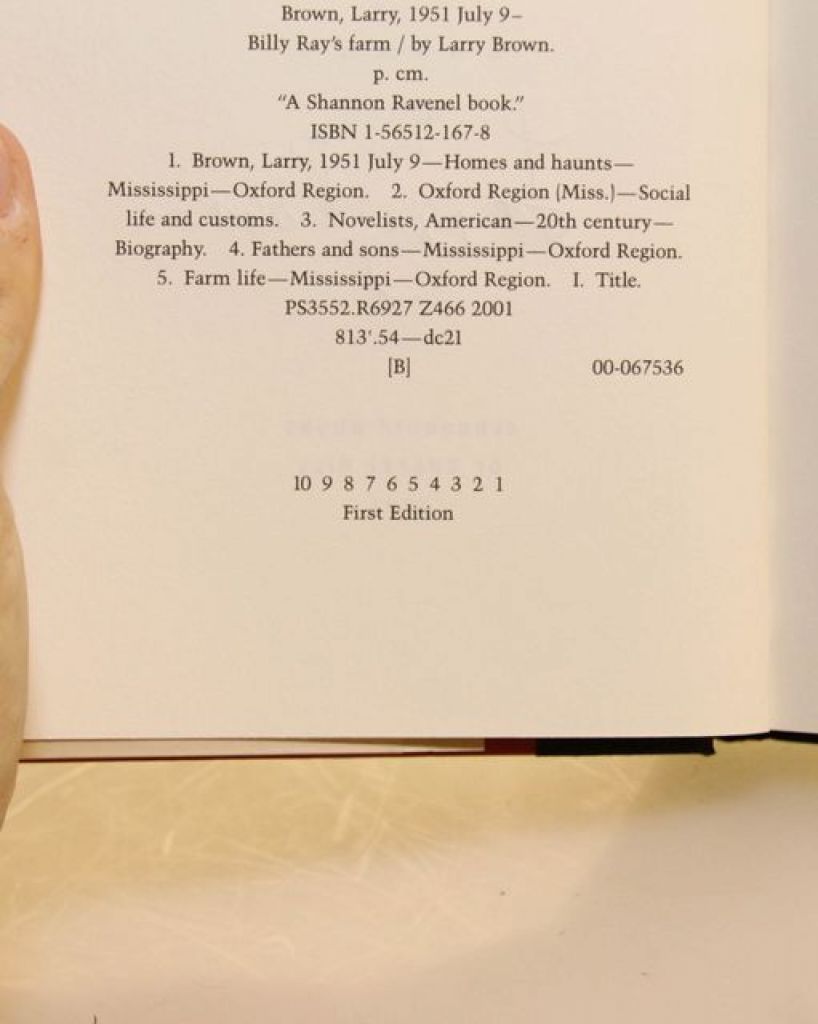 Brown, Larry, 1951 July 9–
Billy Ray's farm / by Larry Brown.
p. cm.
"A Shannon Ravenel book."
ISBN 1-56512-167-8
1. Brown, Larry, 1951 July 9—Homes and haunts—
Mississippi—Oxford Region. 2. Oxford Region (Miss.)—Social
life and customs. 3. Novelists, American—20th century—
Biography. 4. Fathers and sons—Mississippi—Oxford Region.
5. Farm life—Mississippi—Oxford Region. I. Title.
PS3552.R6927 Z466 2001
813'.54—dc21
[B] 00-067536
10 9 8 7 6 5 4 3 2 1
First Edition